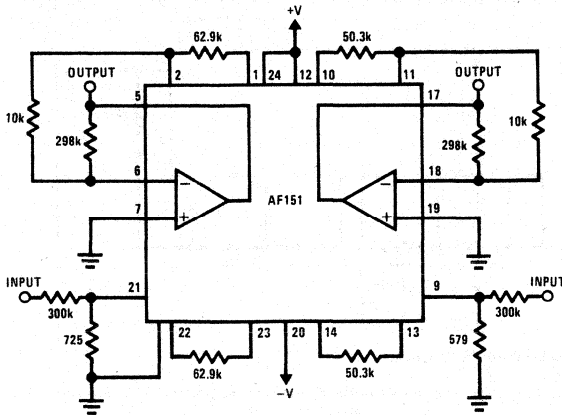 +V
62.9k
50.3k
2
1
24
12
10
11
OUTPUT
OUTPUT
5
17
10k
298k
298k
10k
6
18
−
−
AF151
7
19
+
+
INPUT
21
9
INPUT
300k
300k
725
22
23
20
14
13
579
62.9k
50.3k
−V